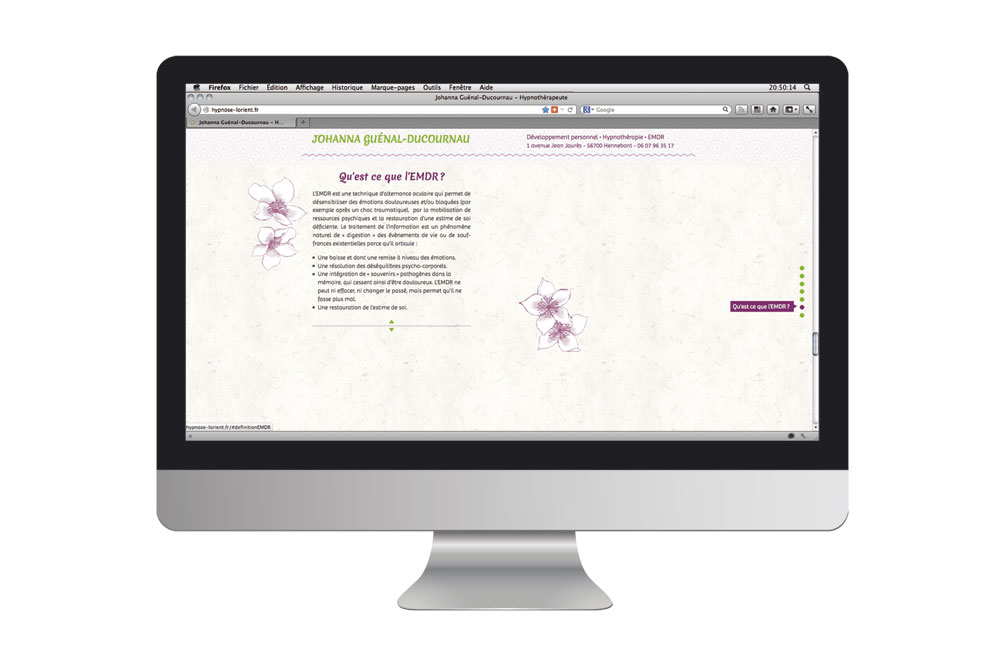 Firefox Fichier Édition Affichage Historique Marque-pages Outils Fenêtre Aide 20:50:14
Johanna Guénal-Ducournau - Hypnothérapeute
hypnose-lorient.fr
Google
Johanna Guénal-Ducournau - H...
JOHANNA GUÉNAL-DUCOURNAU
Développement personnel • Hypnothérapie • EMDR
1 avenue Jean Jaurès - 56700 Hennebont - 06 07 96 35 17
Qu'est ce que l'EMDR ?
L'EMDR est une technique d'alternance oculaire qui permet de
désensibiliser des émotions douloureuses et/ou bloquées (par
exemple après un choc traumatique), par la mobilisation de
ressources psychiques et la restauration d'une estime de soi
déficiente. Le traitement de l'information est un phénomène
naturel de « digestion » des évènements de vie ou de souf-
frances existentielles parce qu'il articule :
• Une baisse et donc une remise à niveau des émotions.
• Une résolution des déséquilibres psycho-corporels.
• Une intégration de « souvenirs » pathogènes dans la
mémoire, qui cessent ainsi d'être douloureux. L'EMDR ne
peut ni effacer, ni changer le passé, mais permet qu'il ne
fasse plus mal.
• Une restauration de l'estime de soi.
Qu'est ce que l'EMDR ?
hypnose-lorient.fr/#definitionEMDR